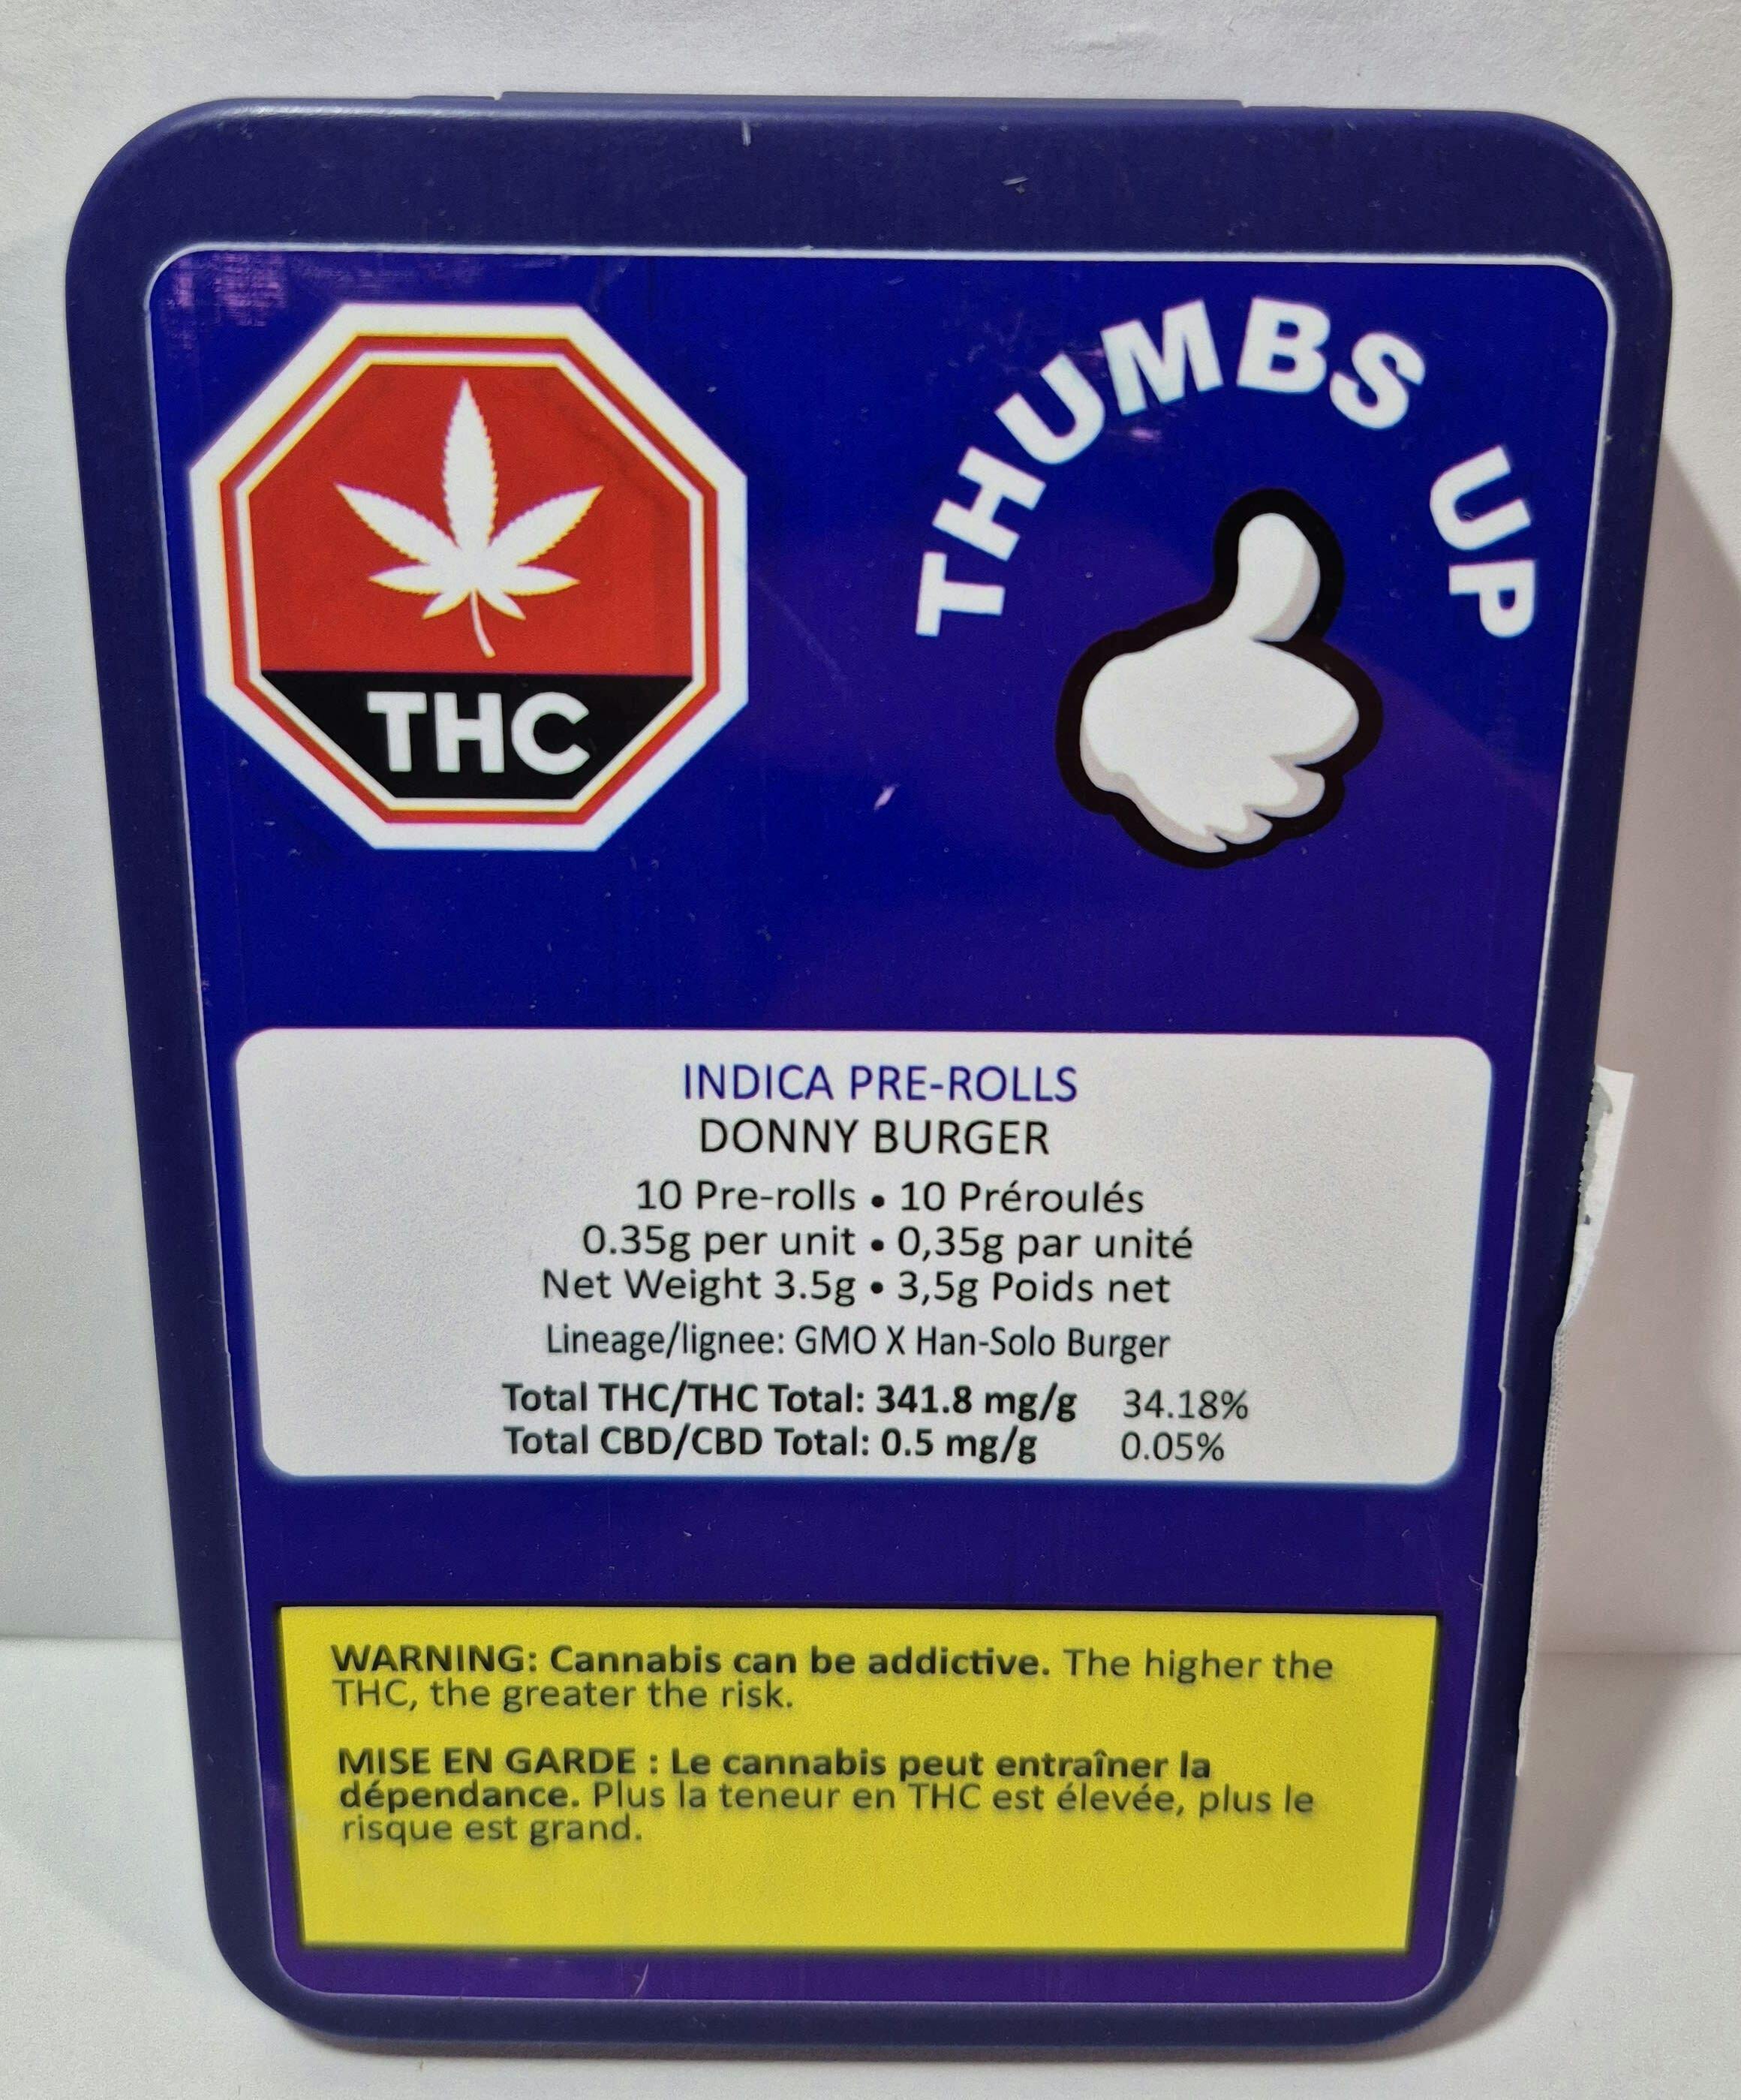 THUMBS UP
THC
INDICA PRE-ROLLS
DONNY BURGER
10 Pre-rolls • 10 Préroulés
0.35g per unit • 0,35g par unité
Net Weight 3.5g • 3,5g Poids net
Lineage/lignee: GMO X Han-Solo Burger
Total THC/THC Total: 341.8 mg/g 34.18%
Total CBD/CBD Total: 0.5 mg/g 0.05%
WARNING: Cannabis can be addictive. The higher the
THC, the greater the risk.
MISE EN GARDE : Le cannabis peut entraîner la
dépendance. Plus la teneur en THC est élevée, plus le
risque est grand.